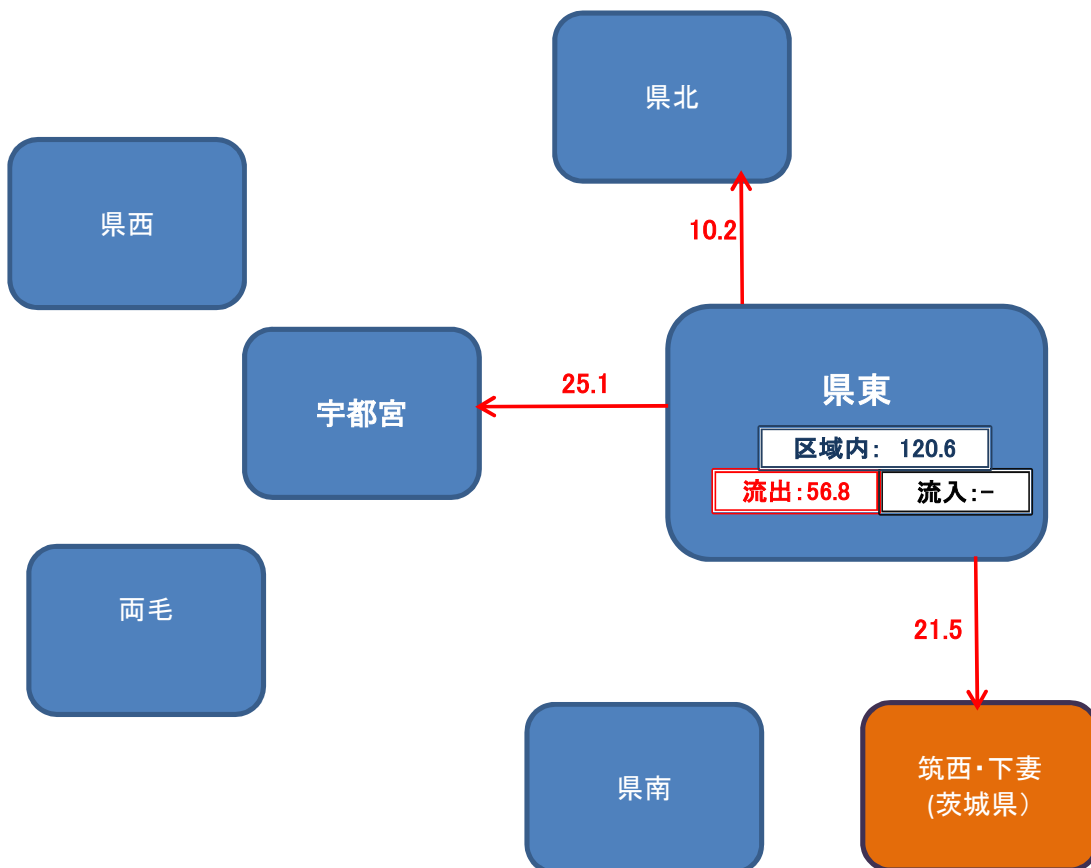 県北
県西
10.2
25.1
県東
宇都宮
区域内： 120.6
流出：56.8
流入：－
両毛
21.5
県南
筑西・下妻
(茨城県）